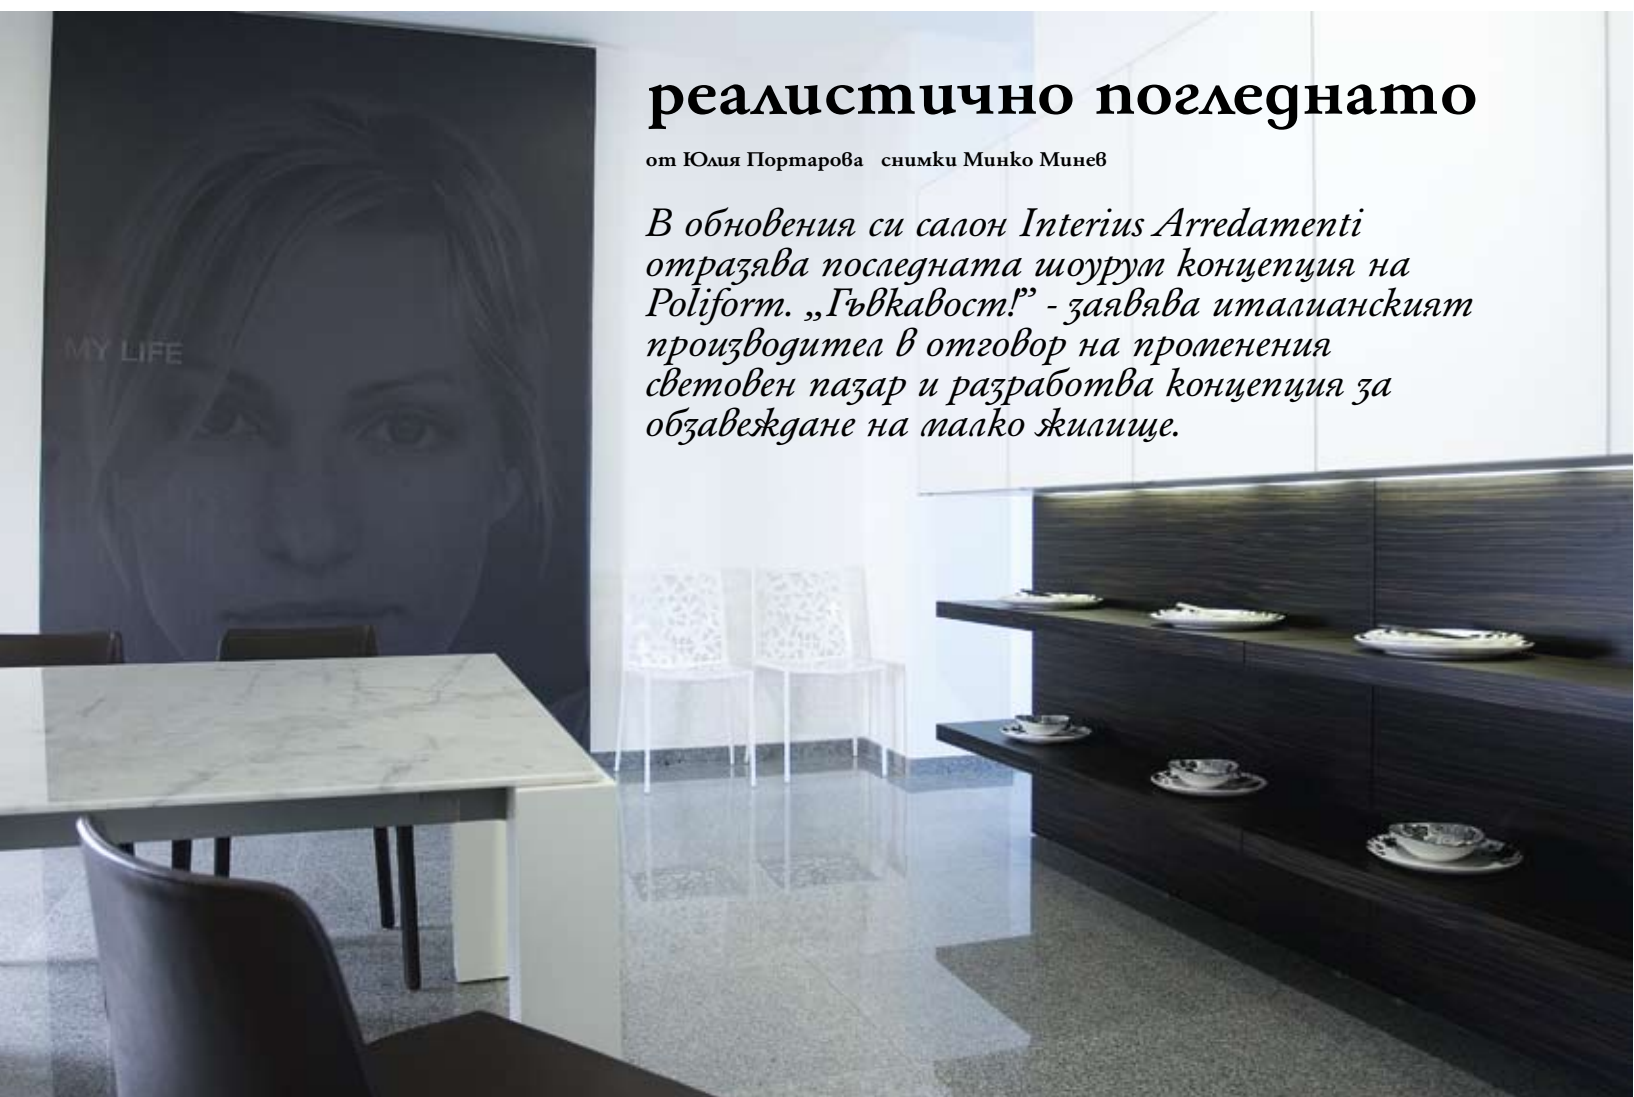 реалистично погледнато
от Юлия Портарова снимки Минко Минев
В обновения си салон Interius Arredamenti
отразява последната шоурум концепция на
Poliform. „Гъвкавост!” - заявява италианският
производител в отговор на променения
световен пазар и разработва концепция за
обзавеждане на малко жилище.
MY LIFE